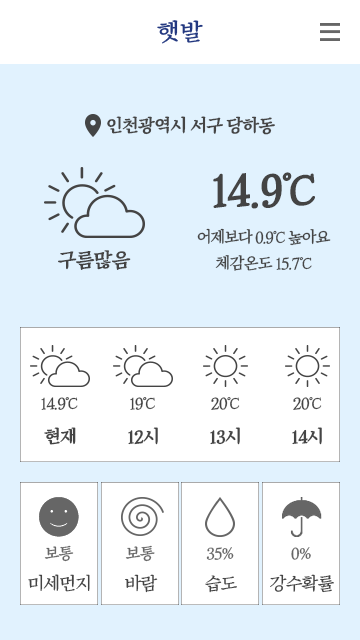 햇발
인천광역시 서구 당하동
14.9℃
어제보다 0.9℃ 높아요
구름많음
체감온도 15.7℃
14.9℃ 19℃ 20℃ 20℃
현재 12시 13시 14시
보통 보통 35% 0%
미세먼지 바람 습도 강수확률